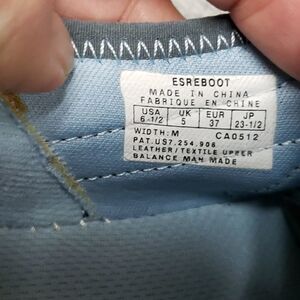 ESREBOOT
MADE IN CHINA
FABRIQUE EN CHINE
USA UK EUR JP
6-1/2 5 37 23-1/2
WIDTH: M CA0512
PAT. US7,254,906
LEATHER/TEXTILE UPPER
BALANCE MAN MADE